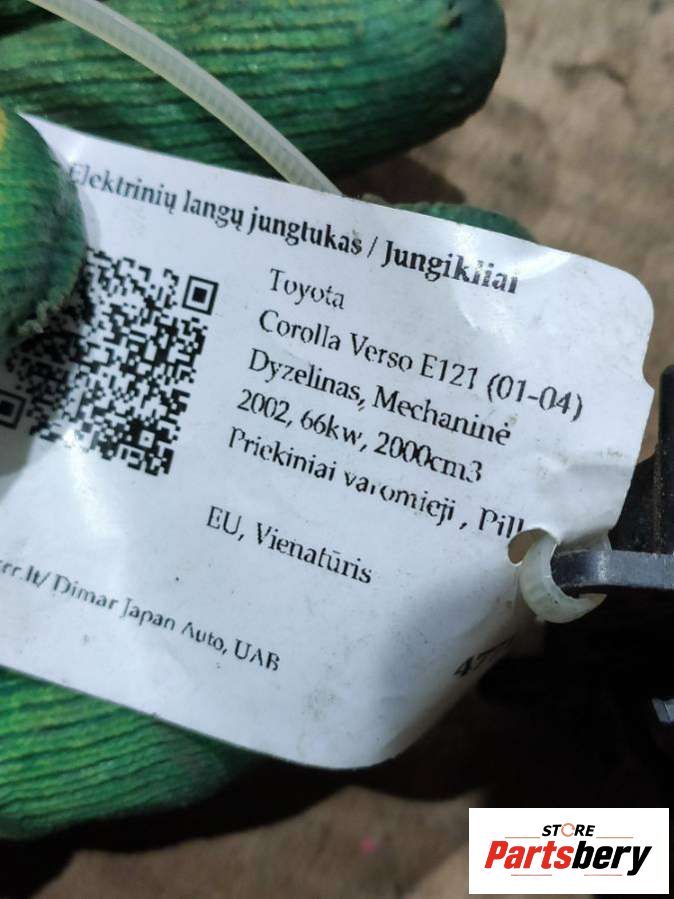 Elektrinių langų jungtukas / Jungikliai
Toyota
Corolla Verso E121 (01-04)
Dyzelinas, Mechaninė
2002, 66kw, 2000cm3
Priekiniai varomieji ,
EU, Vienatūris
Dimar Japan Auto, UAB
STORE
Partsbery